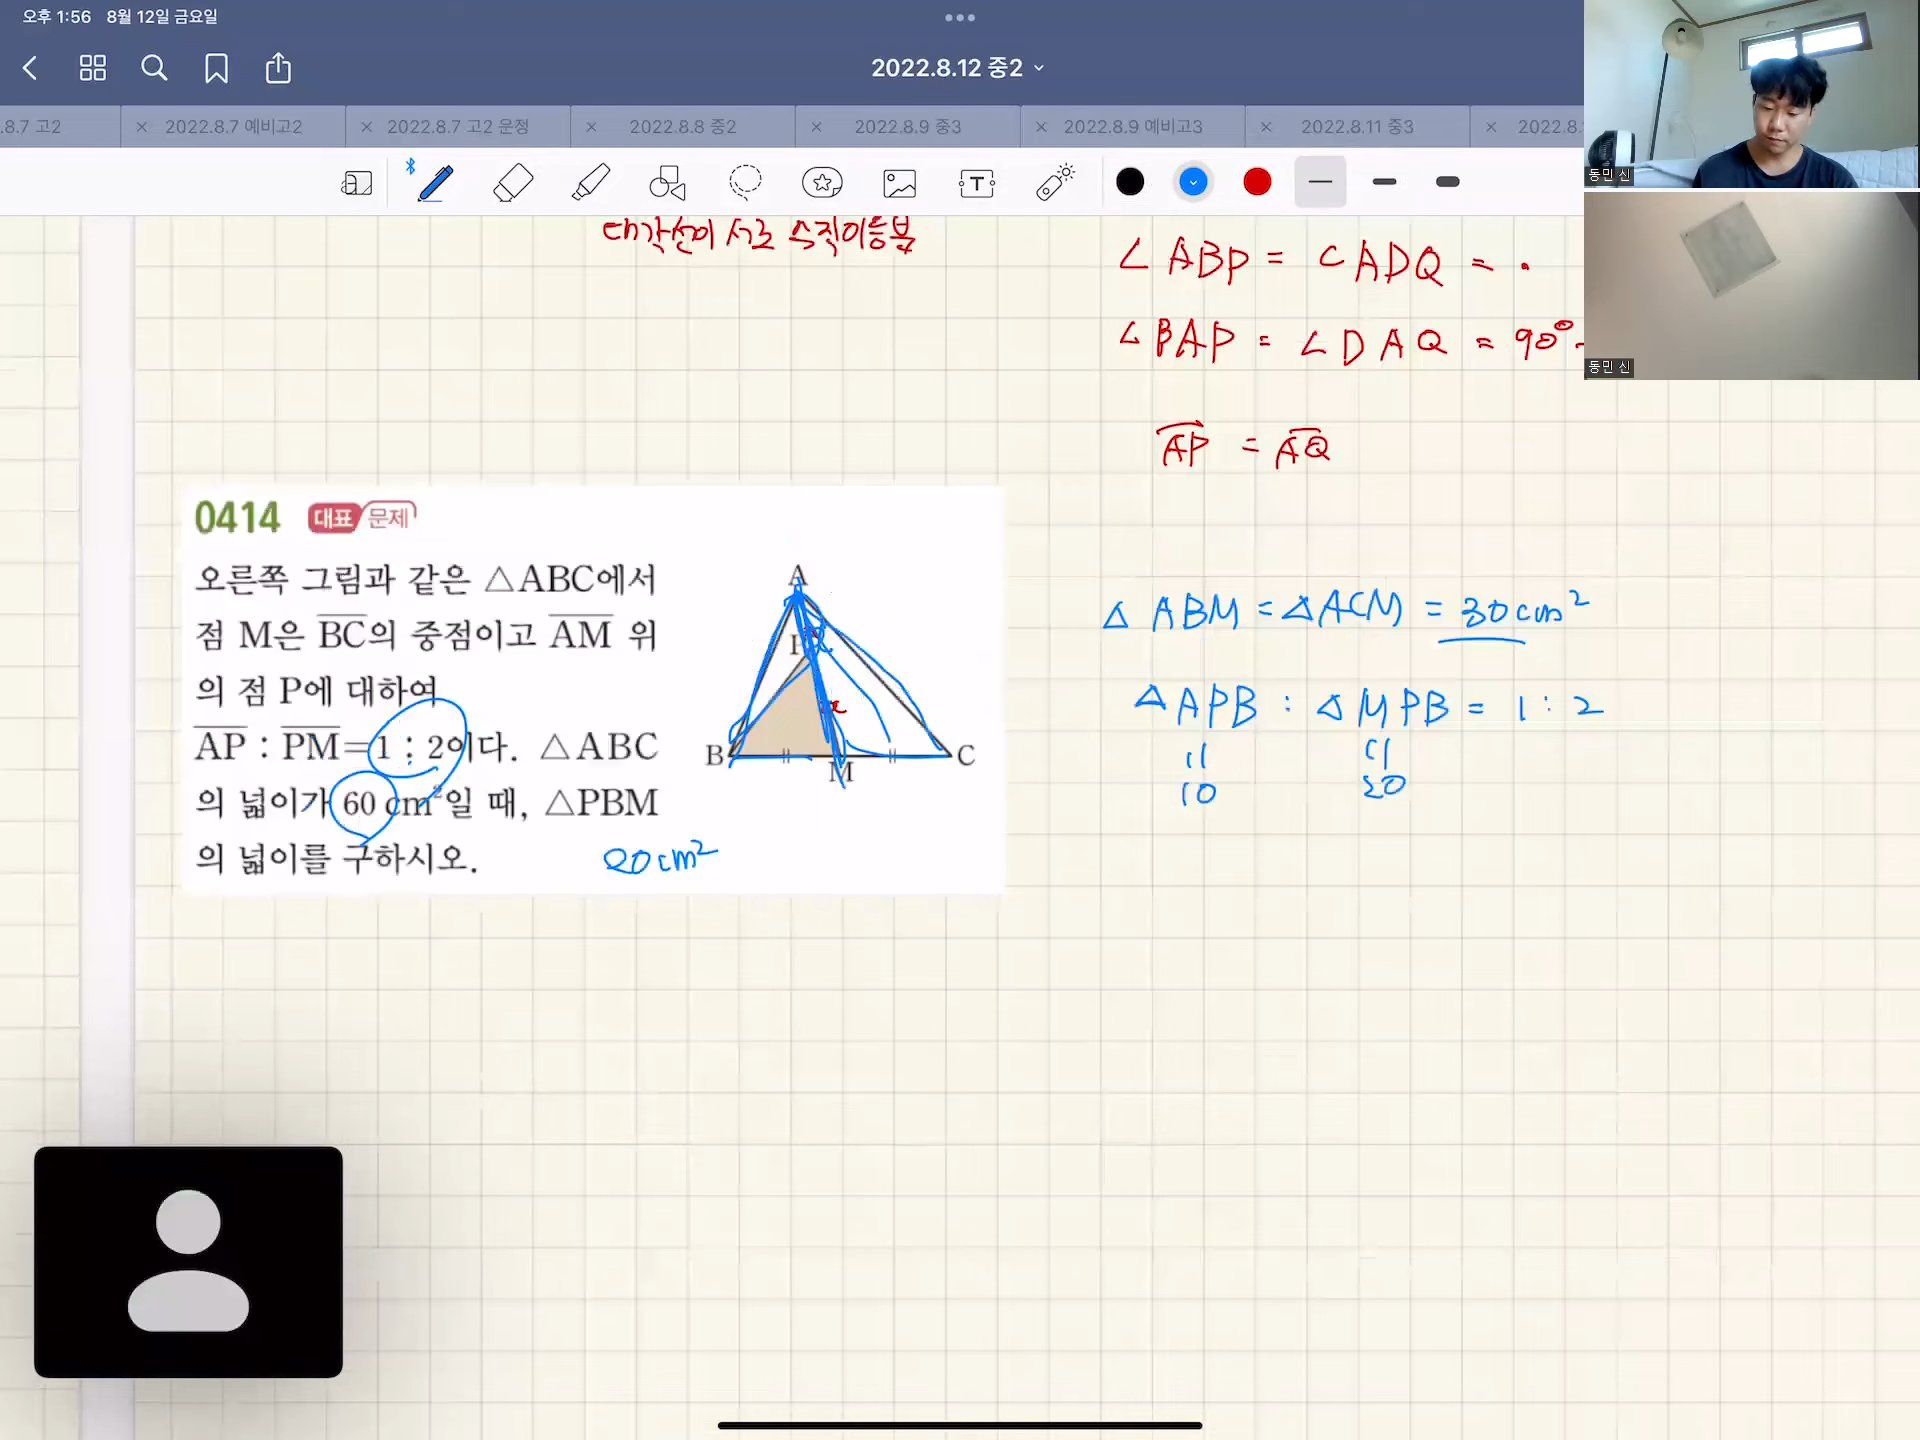 오후 1:56 8월 12일 금요일
2022.8.12 중2
.8.7 고2
2022.8.7 예비고2
2022.8.7 고2 운정
2022.8.8 중2
2022.8.9 중3
2022.8.9 예비고3
2022.8.11 중3
2022.8.
동민 신
동민 신
대각선이 서로 수직이등분
∠ABP = ∠ADQ = •
∠BAP = ∠DAQ = 90° -
AP = AQ
0414 대표 문제
오른쪽 그림과 같은 △ABC에서
점 M은 BC의 중점이고 AM 위
의 점 P에 대하여
AP : PM=1 : 2이다. △ABC
의 넓이가 60 cm²일 때, △PBM
의 넓이를 구하시오.
20cm²
A
P
B
M
C
△ABM = △ACM = 30cm²
△APB : △MPB = 1 : 2
10
20